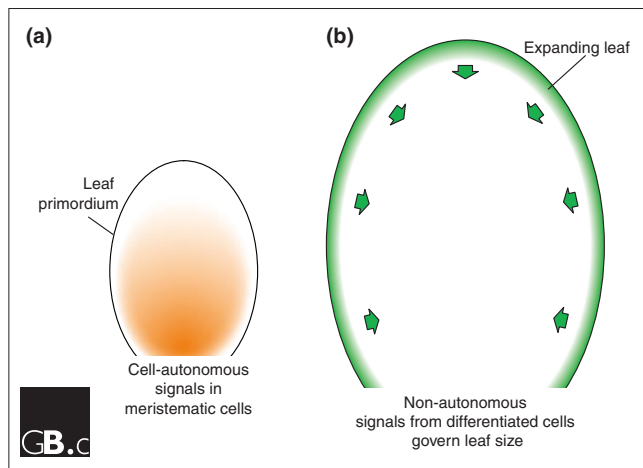 (a)
Leaf
primordium
Cell-autonomous
signals in
meristematic cells
(b)
Expanding leaf
Non-autonomous
signals from differentiated cells
govern leaf size
GB.c